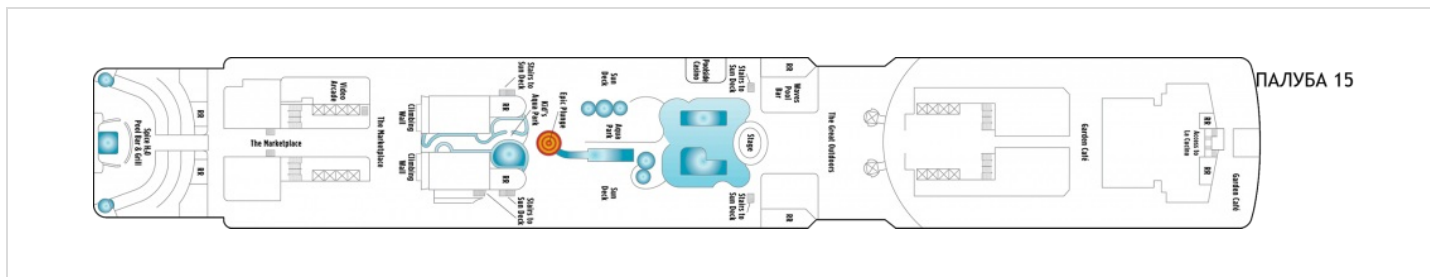 Spice H2O
Pool Bar & Grill
RR
RR
Video
Arcade
The Marketplace
The Marketplace
Climbing
Wall
Climbing
Wall
Stairs to
Sun Deck
RR
Kid's
Aqua Park
RR
Stairs to
Sun Deck
Epic Plunge
Sun
Deck
Aqua
Park
Sun
Deck
Poolside
Casino
Stairs to
Sun Deck
Stage
Stairs to
Sun Deck
RR
Waves
Pool
Bar
RR
The Great Outdoors
Garden Café
RR
Access to
La Cucina
RR
Garden Café
ПАЛУБА 15